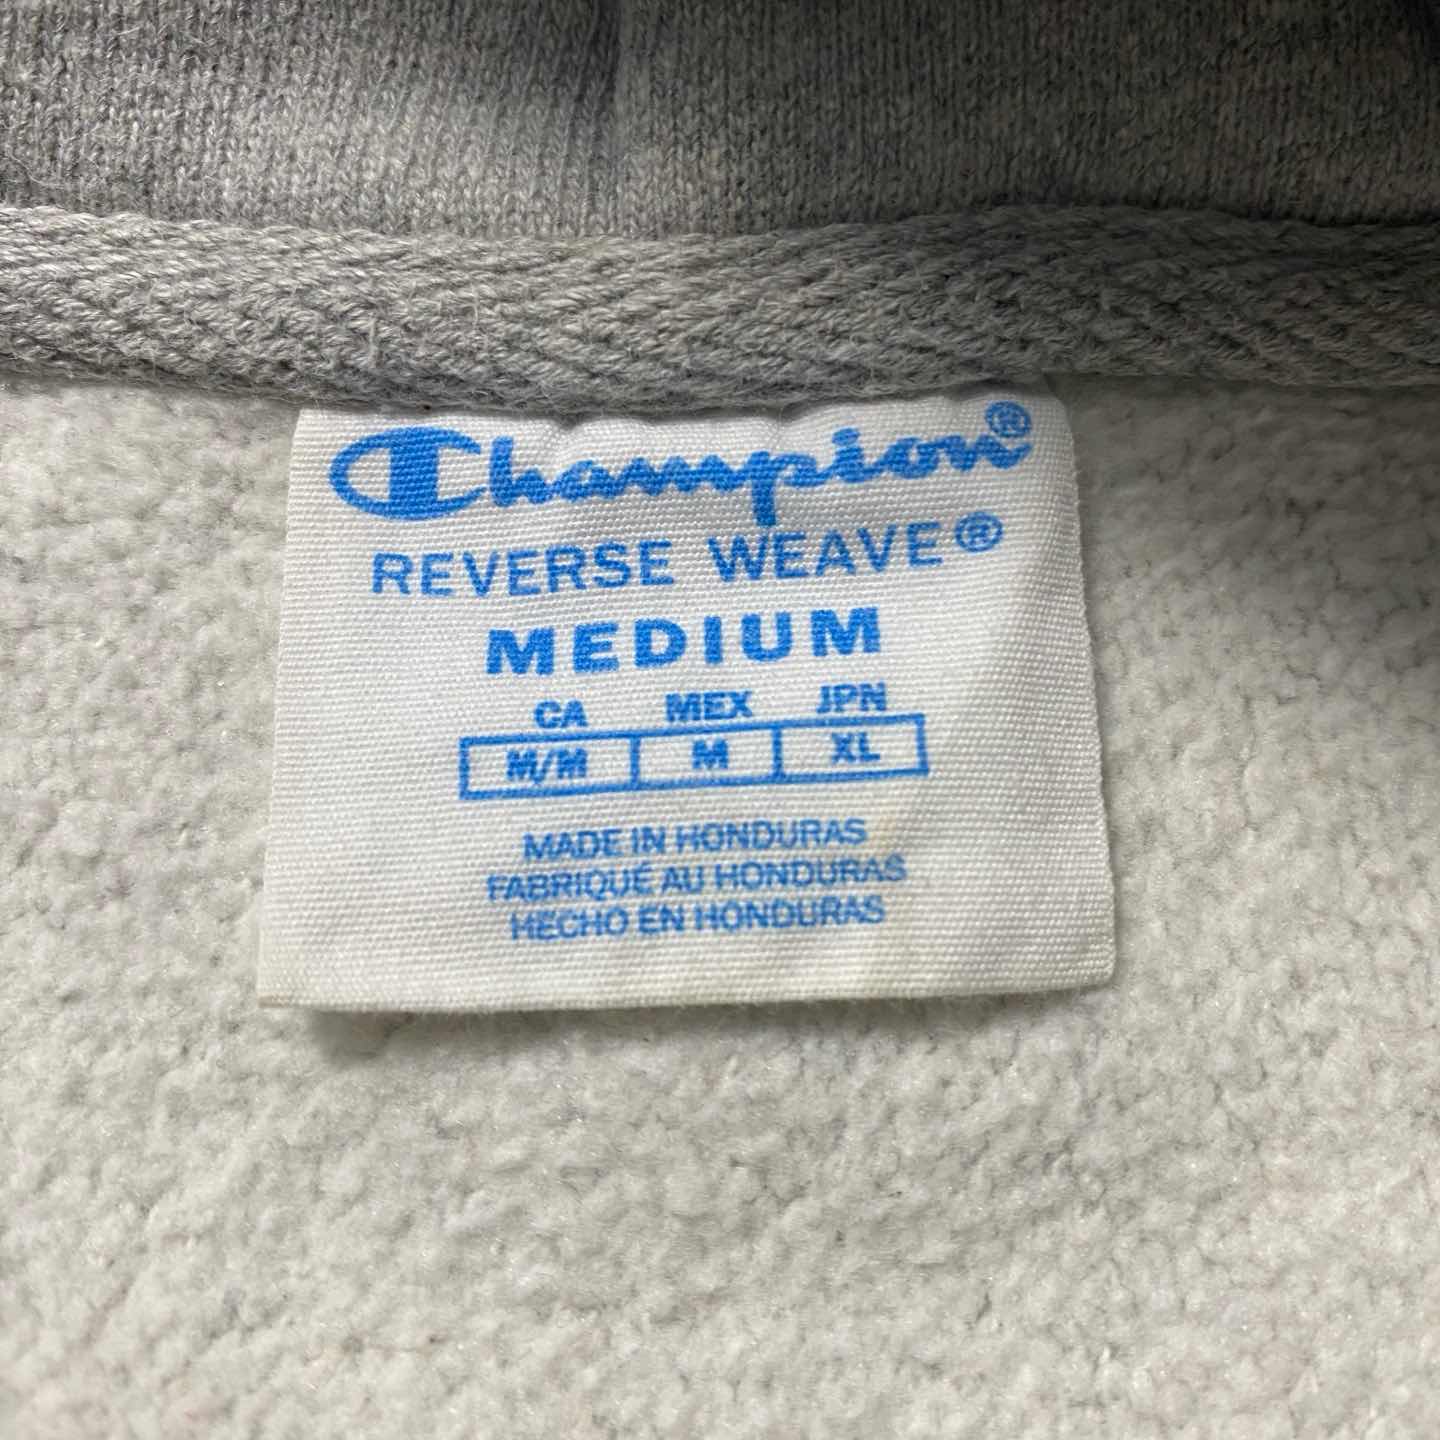 Champion®
REVERSE WEAVE®
MEDIUM
CA MEX JPN
M/M M XL
MADE IN HONDURAS
FABRIQUÉ AU HONDURAS
HECHO EN HONDURAS